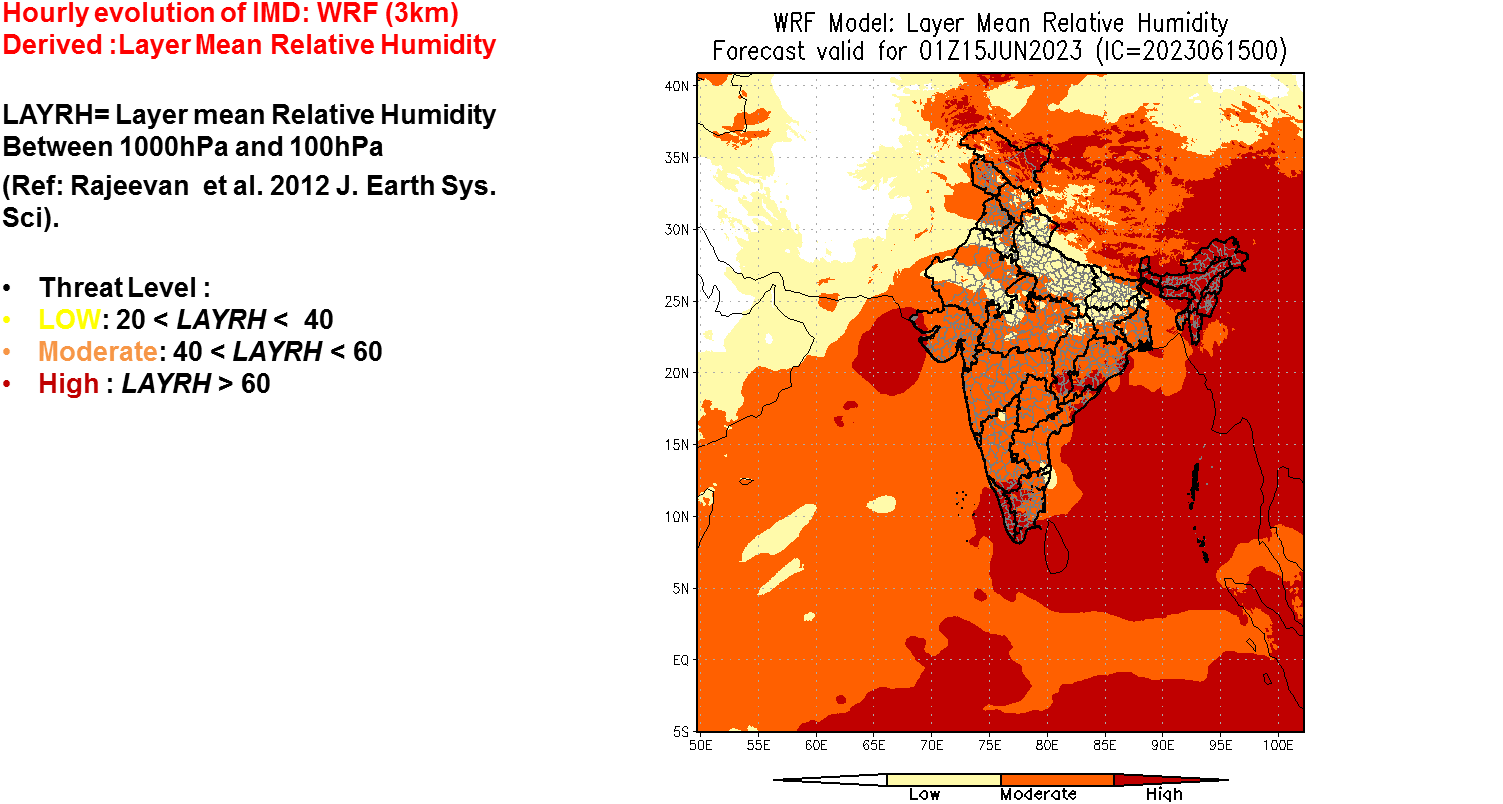 Hourly evolution of IMD: WRF (3km)
Derived :Layer Mean Relative Humidity
LAYRH= Layer mean Relative Humidity
Between 1000hPa and 100hPa
(Ref: Rajeevan et al. 2012 J. Earth Sys.
Sci).
• Threat Level :
• LOW: 20 < LAYRH < 40
• Moderate: 40 < LAYRH < 60
• High : LAYRH > 60
WRF Model: Layer Mean Relative Humidity
Forecast valid for 01Z15JUN2023 (IC=2023061500)
40N
35N
30N
25N
20N
15N
10N
5N
EQ
5S
50E 55E 60E 65E 70E 75E 80E 85E 90E 95E 100E
Low Moderate High